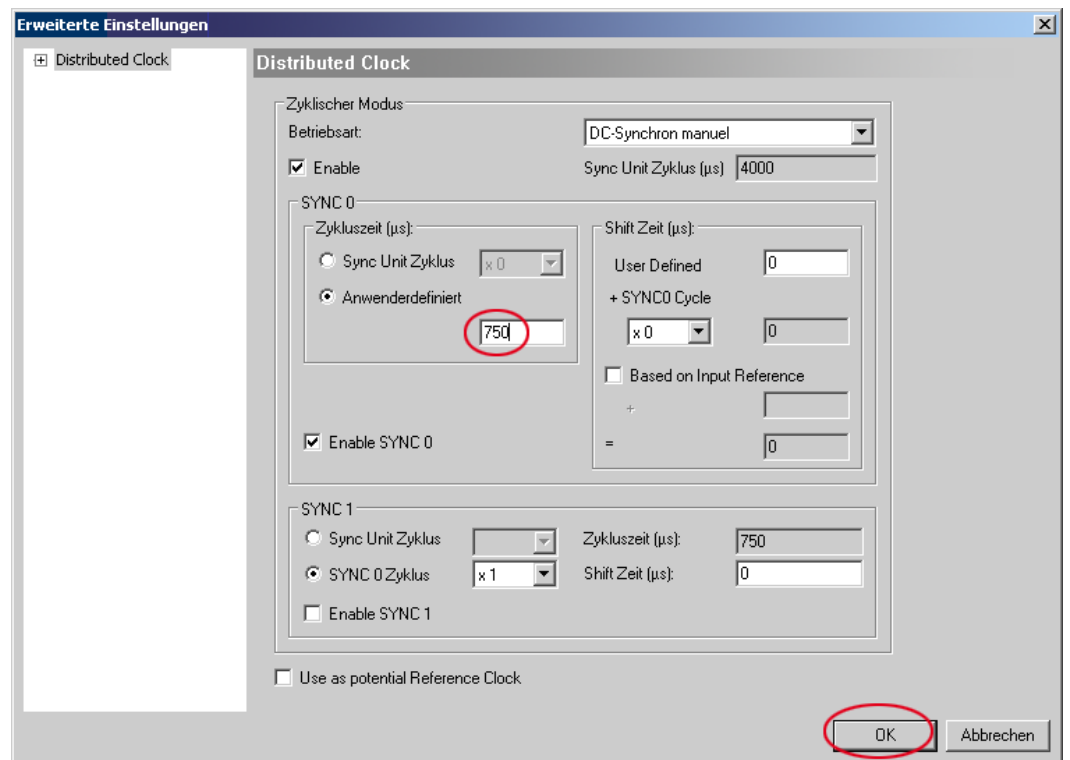 Erweiterte Einstellungen
Distributed Clock
Distributed Clock
Zyklischer Modus
Betriebsart:
DC-Synchron manuel
Enable
Sync Unit Zyklus (µs)
4000
SYNC 0
Zykluszeit (µs):
Sync Unit Zyklus
x 0
Anwenderdefiniert
750
Enable SYNC 0
Shift Zeit (µs):
User Defined
0
+ SYNC0 Cycle
x 0
0
Based on Input Reference
+
=
0
SYNC 1
Sync Unit Zyklus
Zykluszeit (µs):
750
SYNC 0 Zyklus
x 1
Shift Zeit (µs):
0
Enable SYNC 1
Use as potential Reference Clock
OK
Abbrechen